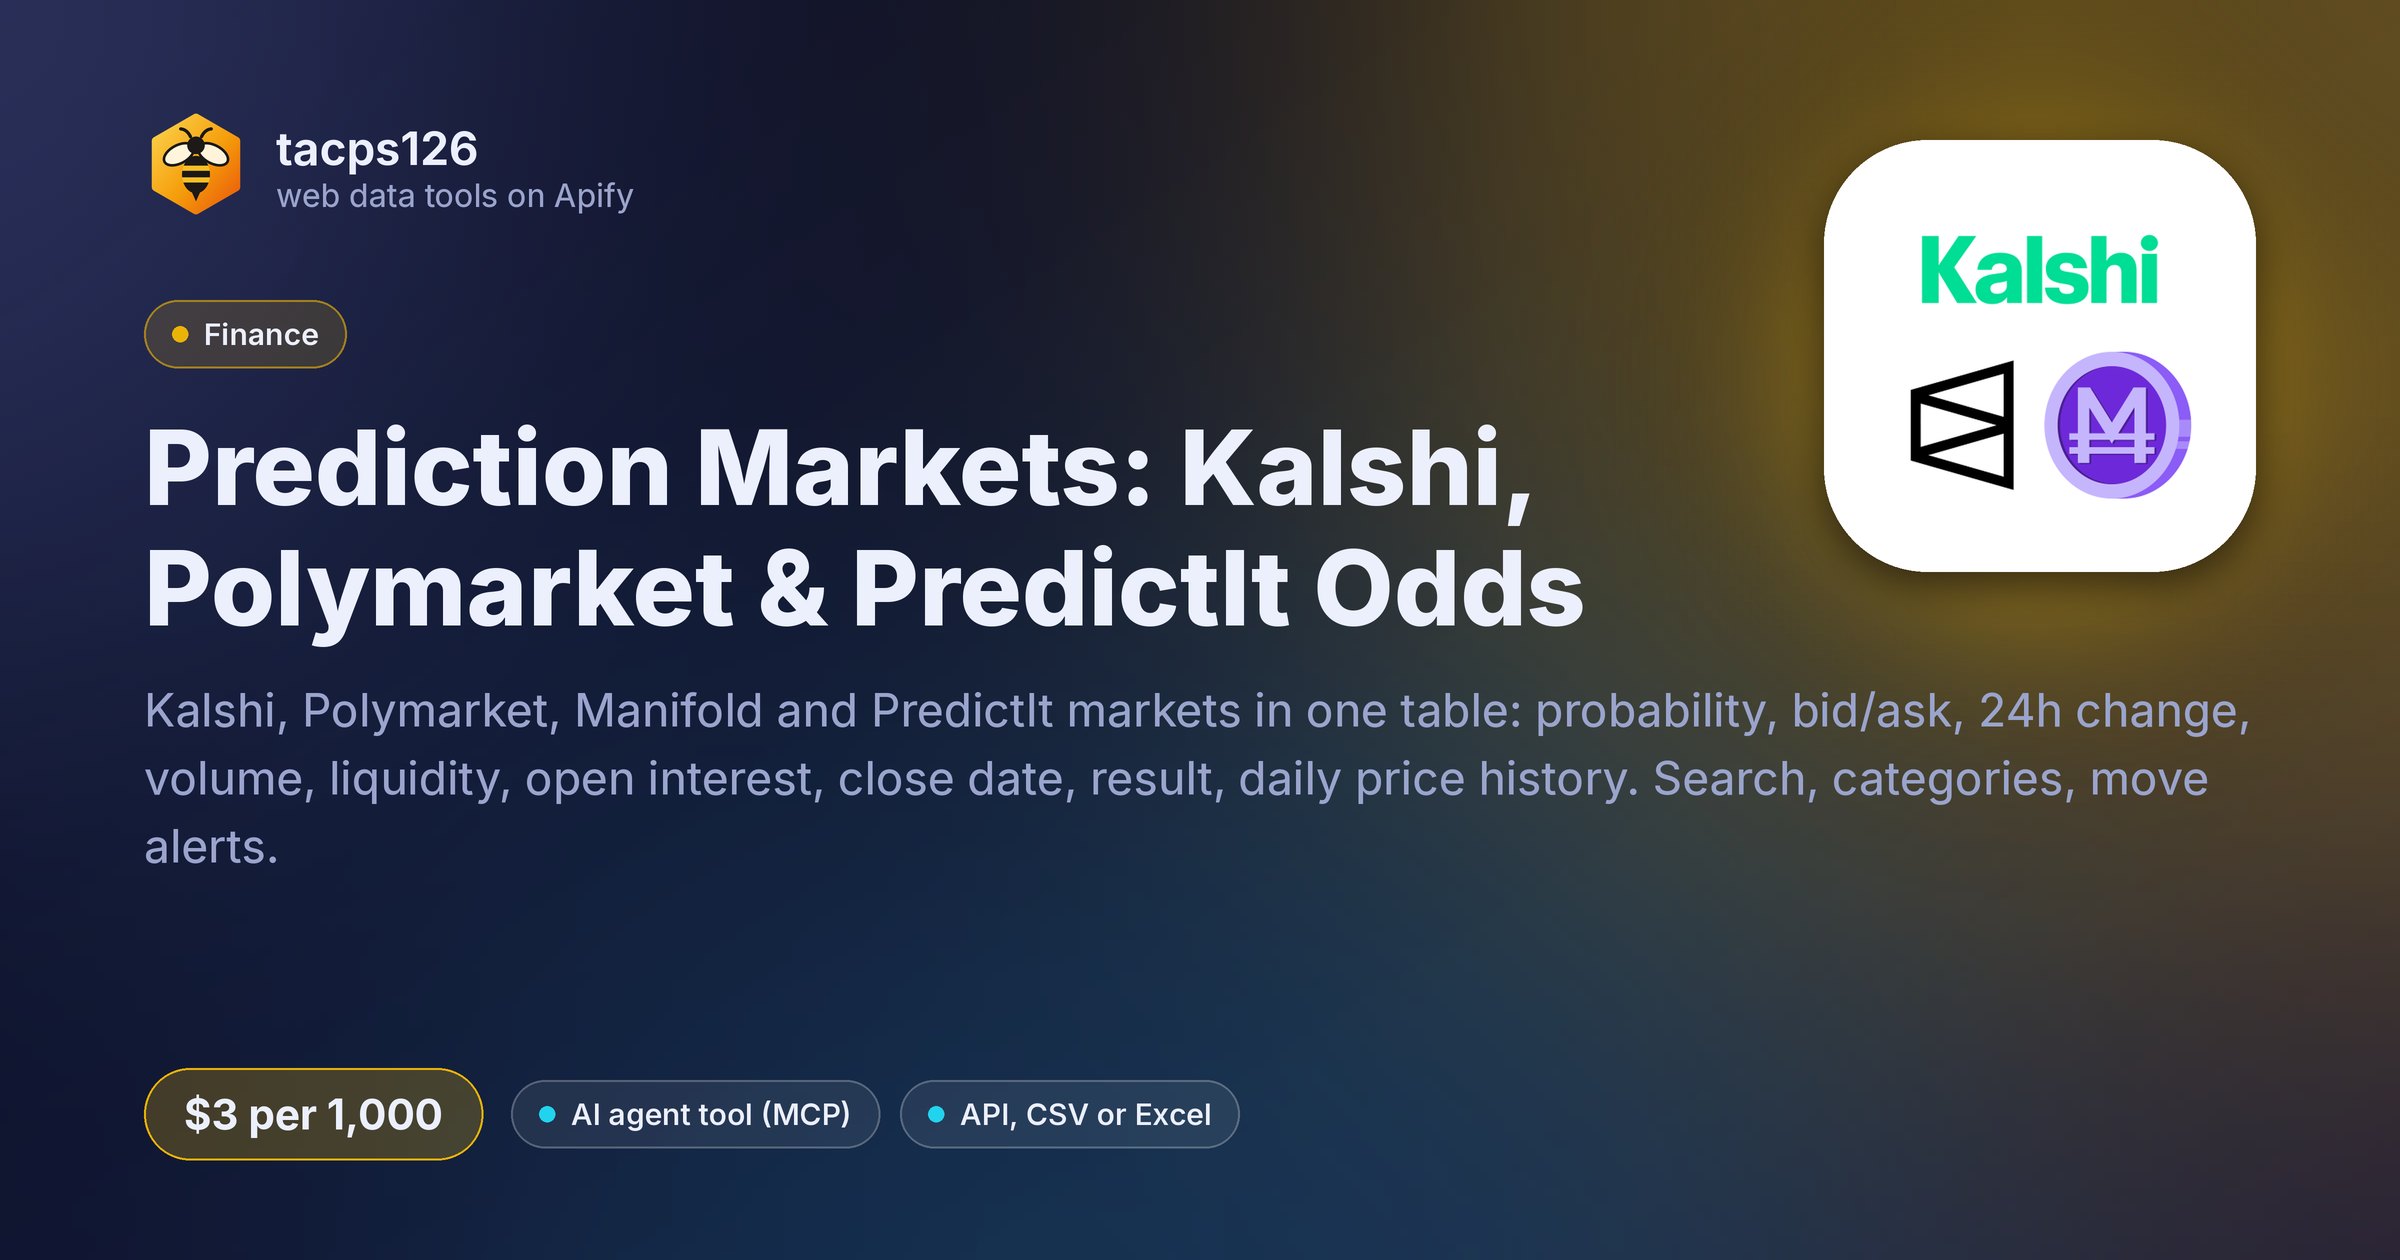 tacps126
web data tools on Apify
Finance
Kalshi
Prediction Markets: Kalshi,
Polymarket & PredictIt Odds
Kalshi, Polymarket, Manifold and PredictIt markets in one table: probability, bid/ask, 24h change,
volume, liquidity, open interest, close date, result, daily price history. Search, categories, move
alerts.
$3 per 1,000
AI agent tool (MCP)
API, CSV or Excel